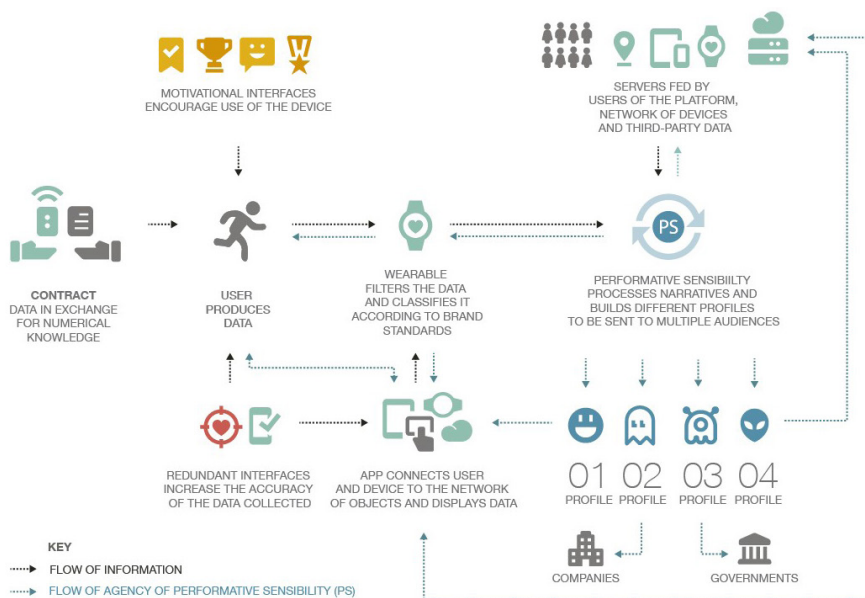 MOTIVATIONAL INTERFACES
ENCOURAGE USE OF THE DEVICE
SERVERS FED BY
USERS OF THE PLATFORM,
NETWORK OF DEVICES
AND THIRD-PARTY DATA
PS
CONTRACT
DATA IN EXCHANGE
FOR NUMERICAL
KNOWLEDGE
USER
PRODUCES
DATA
WEARABLE
FILTERS THE DATA
AND CLASSIFIES IT
ACCORDING TO BRAND
STANDARDS
PERFORMATIVE SENSIBIILTY
PROCESSES NARRATIVES AND
BUILDS DIFFERENT PROFILES
TO BE SENT TO MULTIPLE AUDIENCES
REDUNDANT INTERFACES
INCREASE THE ACCURACY
OF THE DATA COLLECTED
APP CONNECTS USER
AND DEVICE TO THE NETWORK
OF OBJECTS AND DISPLAYS DATA
01
PROFILE
02
PROFILE
03
PROFILE
04
PROFILE
COMPANIES
GOVERNMENTS
KEY
FLOW OF INFORMATION
FLOW OF AGENCY OF PERFORMATIVE SENSIBILITY (PS)